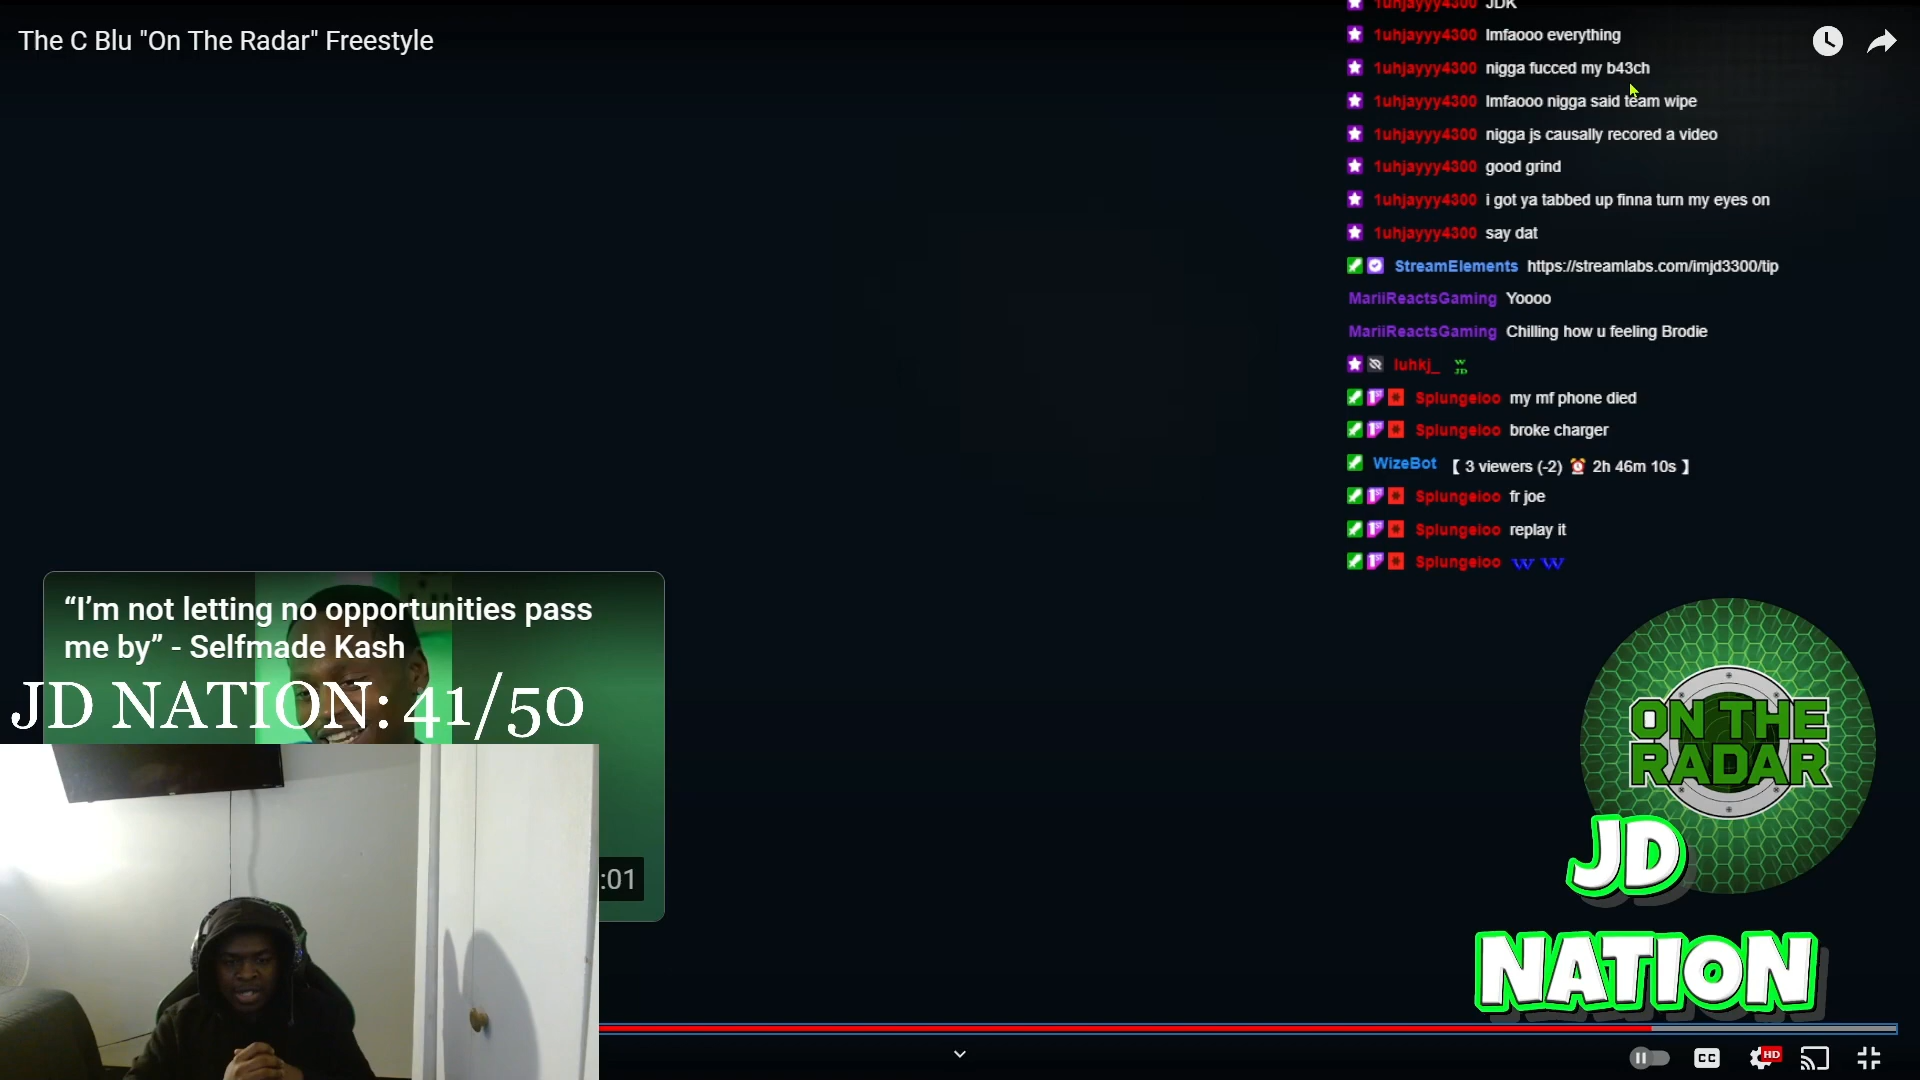 The C Blu "On The Radar" Freestyle
1uhjayyy4300 JDK
1uhjayyy4300 lmfaooo everything
1uhjayyy4300 nigga fucced my b43ch
1uhjayyy4300 lmfaooo nigga said team wipe
1uhjayyy4300 nigga js causally recored a video
1uhjayyy4300 good grind
1uhjayyy4300 i got ya tabbed up finna turn my eyes on
1uhjayyy4300 say dat
StreamElements https://streamlabs.com/imjd3300/tip
MariiReactsGaming Yoooo
MariiReactsGaming Chilling how u feeling Brodie
luhkj_ W JD
Splungeloo my mf phone died
Splungeloo broke charger
WizeBot 【 3 viewers (-2) ⏰ 2h 46m 10s 】
Splungeloo fr joe
Splungeloo replay it
Splungeloo W W
“I’m not letting no opportunities pass
me by” - Selfmade Kash
JD NATION: 41/50
:01
ON THE
RADAR
JD
NATION
CC HD